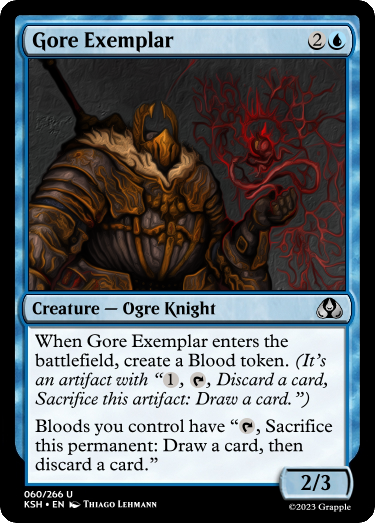 Gore Exemplar 2
Creature — Ogre Knight
When Gore Exemplar enters the
battlefield, create a Blood token. (It's
an artifact with “1, , Discard a card,
Sacrifice this artifact: Draw a card.”)
Bloods you control have “, Sacrifice
this permanent: Draw a card, then
discard a card.”
2/3
060/266 U
KSH • EN Thiago Lehmann
©2023 Grapple